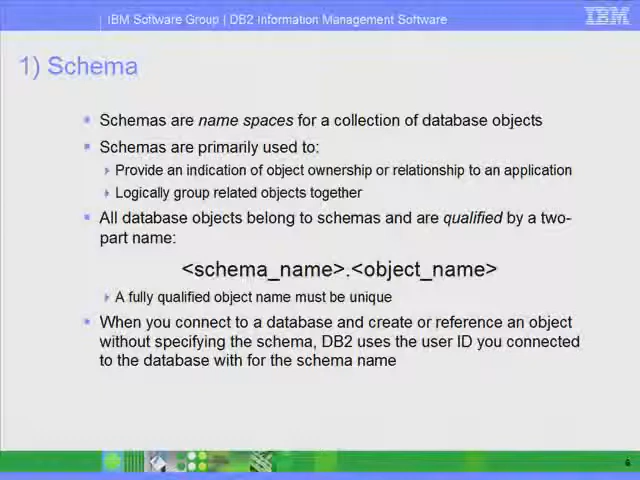 IBM Software Group | DB2 Information Management Software
IBM
1) Schema
Schemas are name spaces for a collection of database objects
Schemas are primarily used to:
Provide an indication of object ownership or relationship to an application
Logically group related objects together
All database objects belong to schemas and are qualified by a two-
part name:
<schema_name>.<object_name>
A fully qualified object name must be unique
When you connect to a database and create or reference an object
without specifying the schema, DB2 uses the user ID you connected
to the database with for the schema name
6